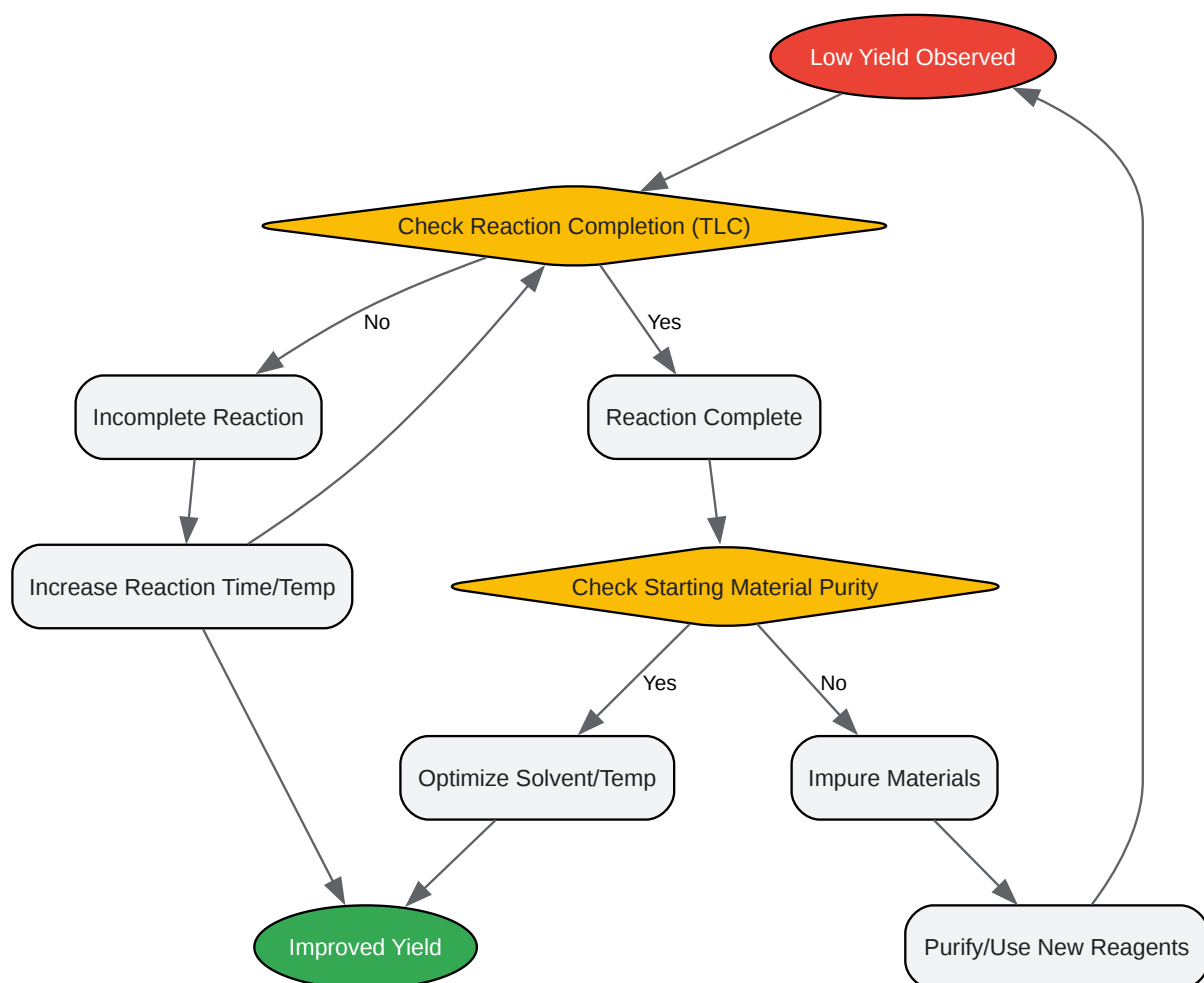 Low Yield Observed
Check Reaction Completion (TLC)
No
Yes
Incomplete Reaction
Reaction Complete
Increase Reaction Time/Temp
Check Starting Material Purity
Yes
No
Optimize Solvent/Temp
Impure Materials
Improved Yield
Purify/Use New Reagents